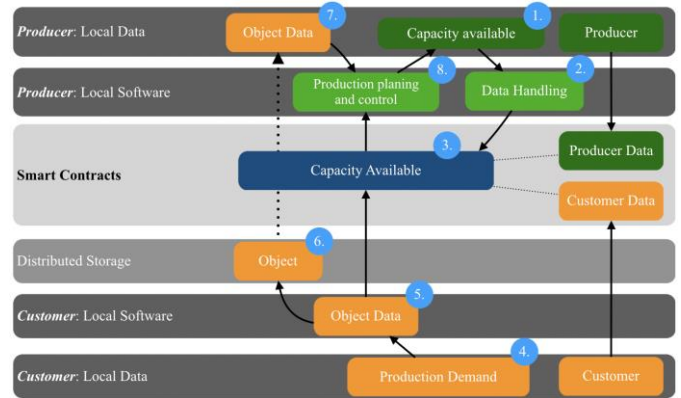 7.
1.
Producer: Local Data
Object Data
Capacity available
Producer
8.
2.
Producer: Local Software
Production planing
and control
Data Handling
3.
Producer Data
Smart Contracts
Capacity Available
Customer Data
6.
Distributed Storage
Object
5.
Customer: Local Software
Object Data
4.
Customer: Local Data
Production Demand
Customer